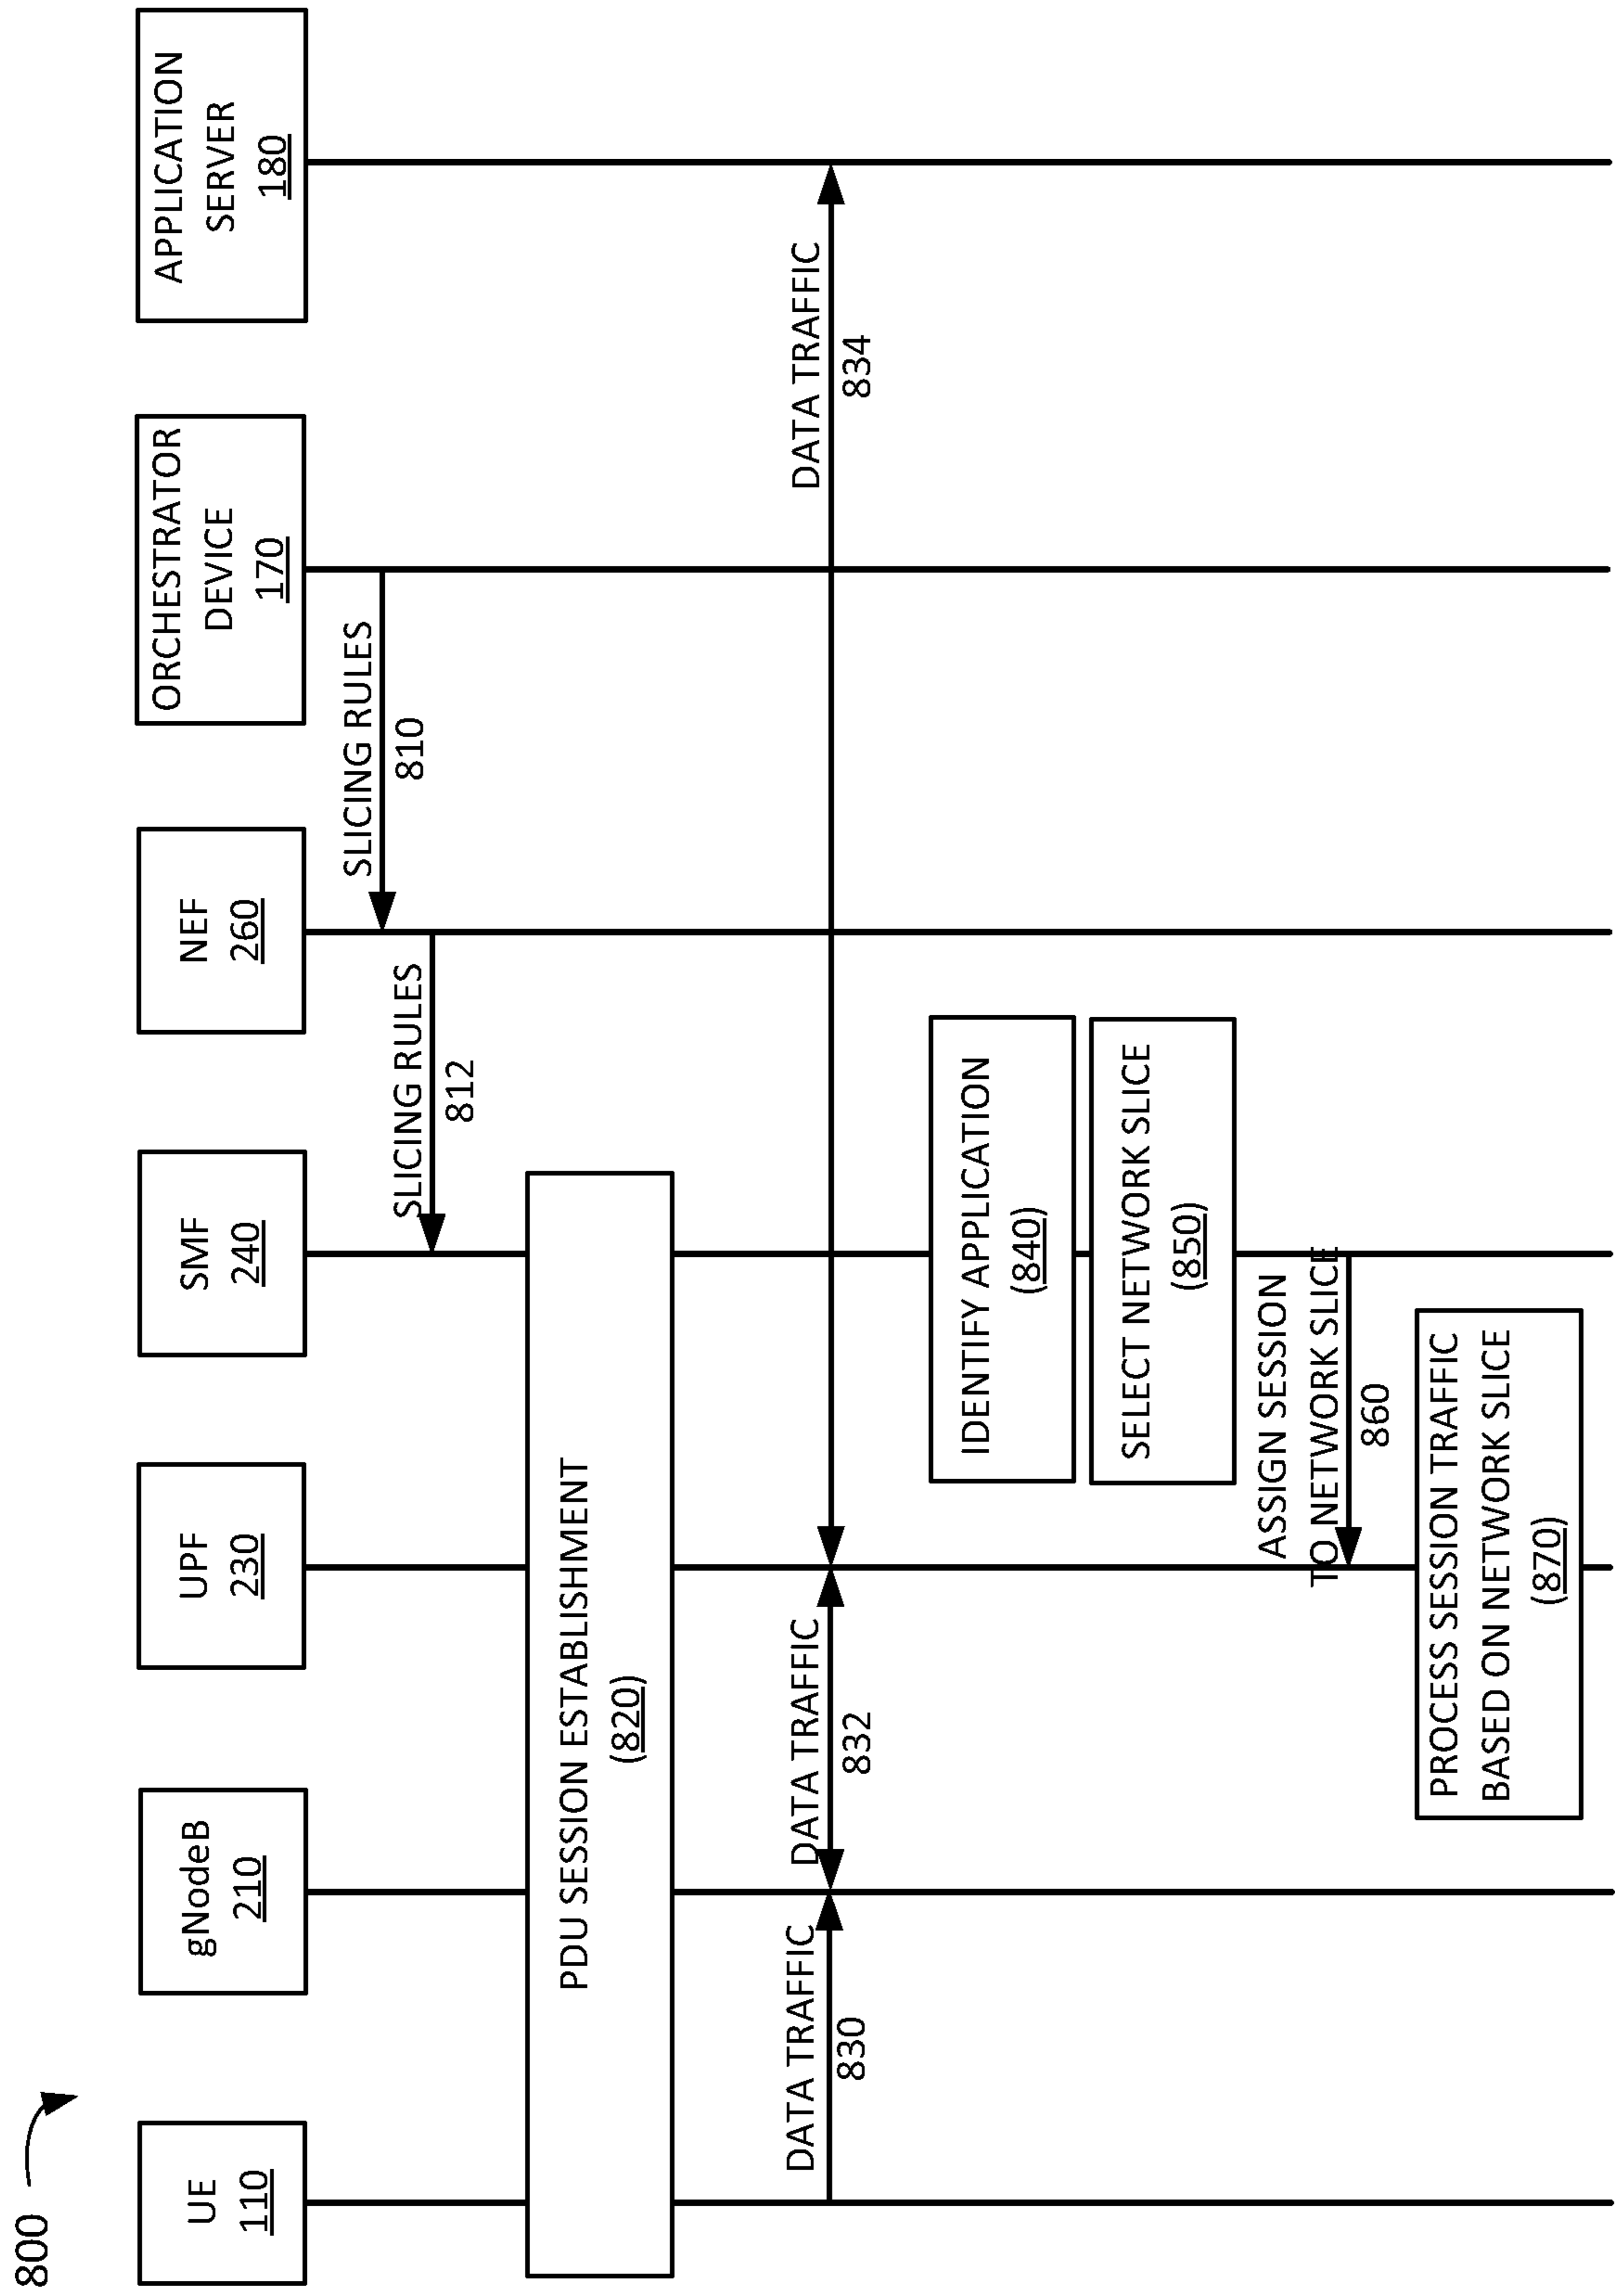 800
UE
110
gNodeB
210
UPF
230
SMF
240
NEF
260
ORCHESTRATOR
DEVICE
170
APPLICATION
SERVER
180
SLICING RULES
810
SLICING RULES
812
PDU SESSION ESTABLISHMENT
(820)
DATA TRAFFIC
830
DATA TRAFFIC
832
DATA TRAFFIC
834
IDENTIFY APPLICATION
(840)
SELECT NETWORK SLICE
(850)
ASSIGN SESSION
TO NETWORK SLICE
860
PROCESS SESSION TRAFFIC
BASED ON NETWORK SLICE
(870)